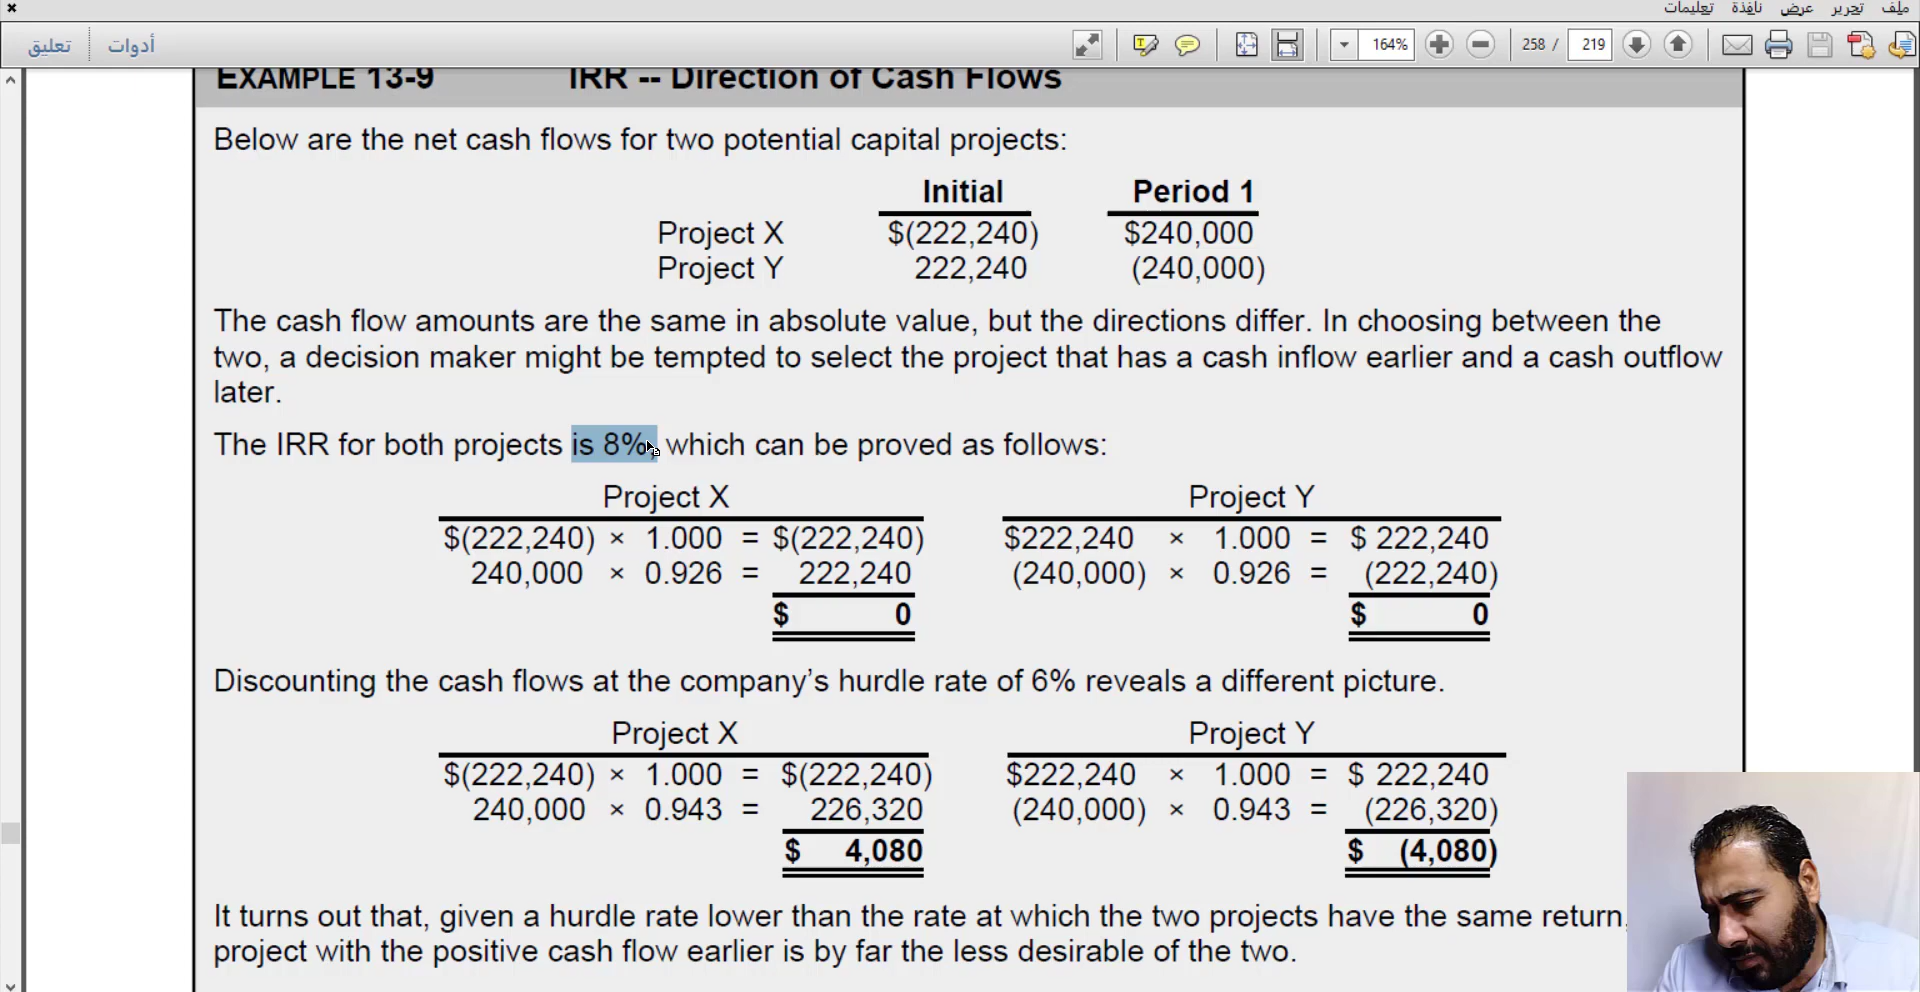 ملف تحرير عرض نافذة تعليمات
تعليق أدوات 164% 258 / 219
EXAMPLE 13-9 IRR -- Direction of Cash Flows
Below are the net cash flows for two potential capital projects:
Initial Period 1
Project X $(222,240) $240,000
Project Y 222,240 (240,000)
The cash flow amounts are the same in absolute value, but the directions differ. In choosing between the
two, a decision maker might be tempted to select the project that has a cash inflow earlier and a cash outflow
later.
The IRR for both projects is 8%, which can be proved as follows:
Project X Project Y
$(222,240) × 1.000 = $(222,240) $222,240 × 1.000 = $ 222,240
240,000 × 0.926 = 222,240 (240,000) × 0.926 = (222,240)
$ 0 $ 0
Discounting the cash flows at the company's hurdle rate of 6% reveals a different picture.
Project X Project Y
$(222,240) × 1.000 = $(222,240) $222,240 × 1.000 = $ 222,240
240,000 × 0.943 = 226,320 (240,000) × 0.943 = (226,320)
$ 4,080 $ (4,080)
It turns out that, given a hurdle rate lower than the rate at which the two projects have the same return,
project with the positive cash flow earlier is by far the less desirable of the two.